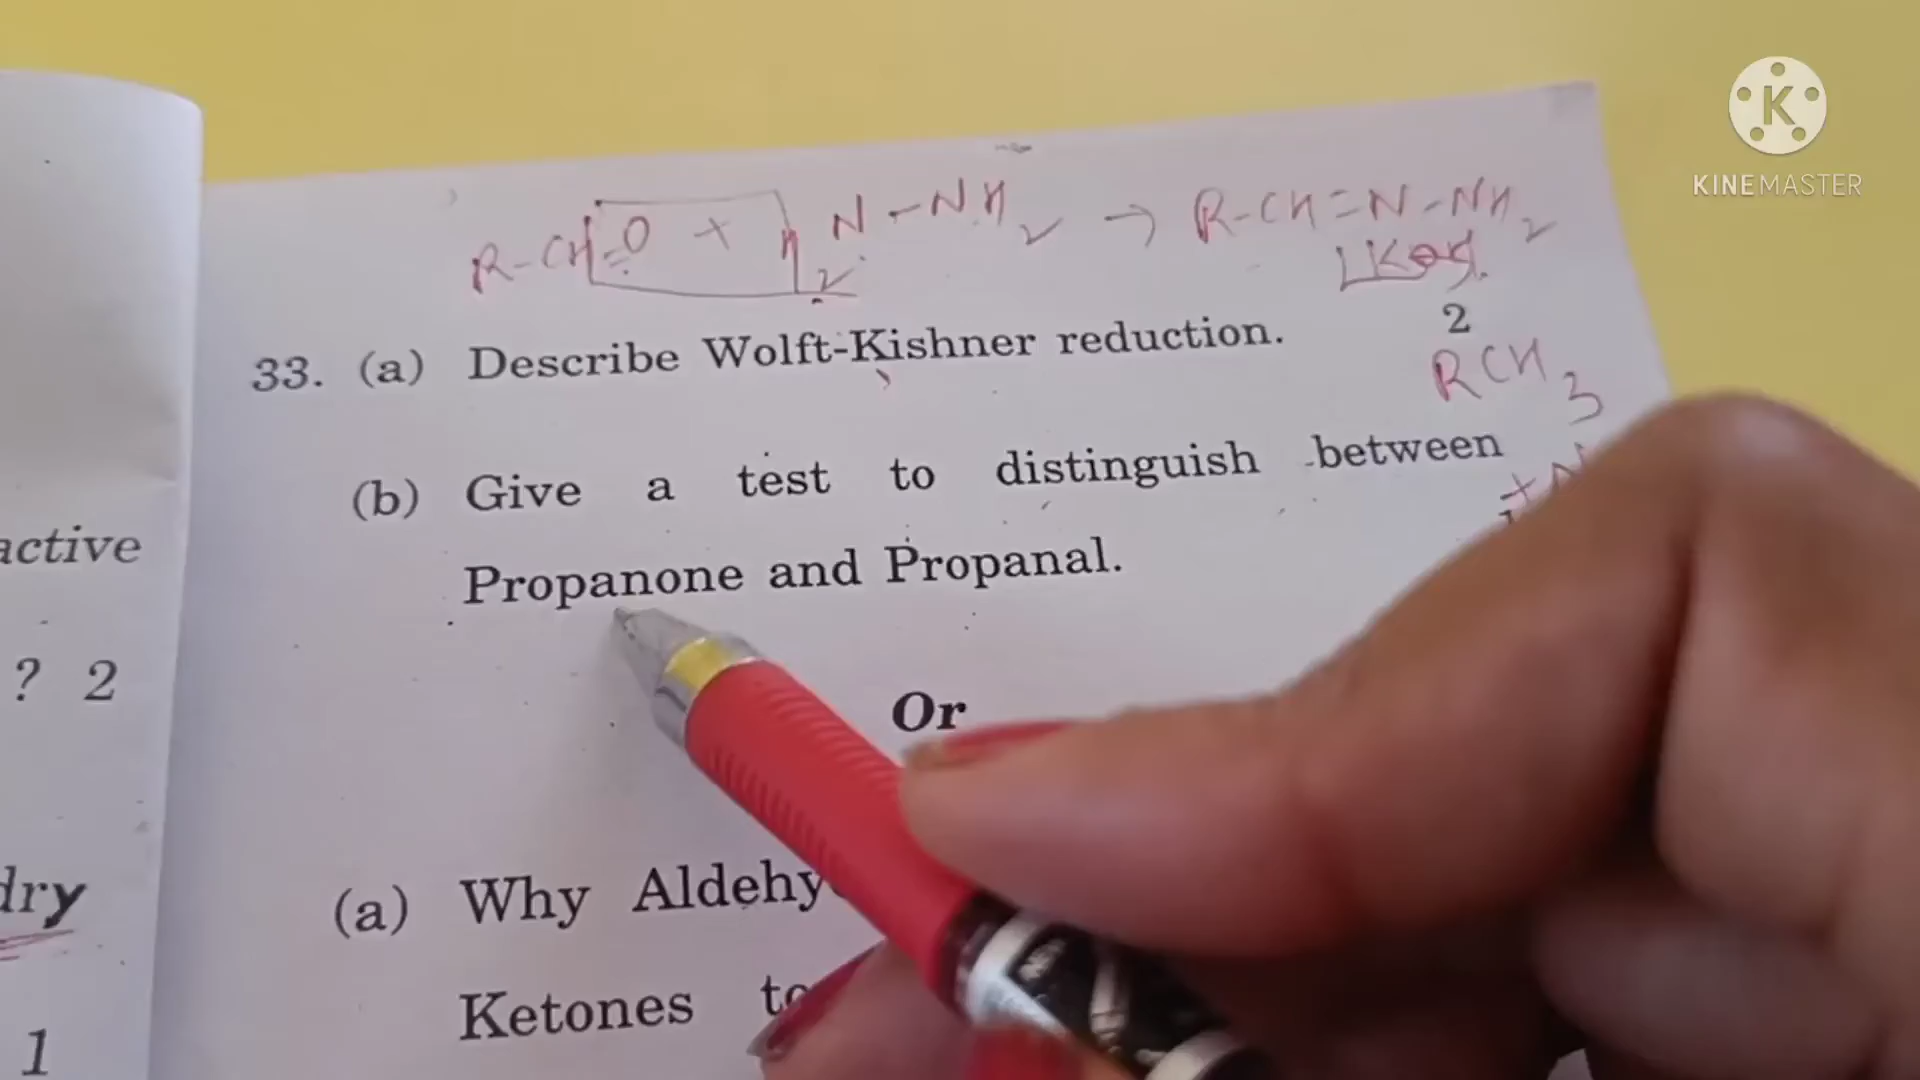 KINEMASTER
R-CH=O + H2N-NH2 → R-CH=N-NH2
KOH
33. (a) Describe Wolft-Kishner reduction. 2
RCH3
(b) Give a test to distinguish between
+N
Propanone and Propanal.
Or
(a) Why Aldehy
Ketones to
active
? 2
dry
1